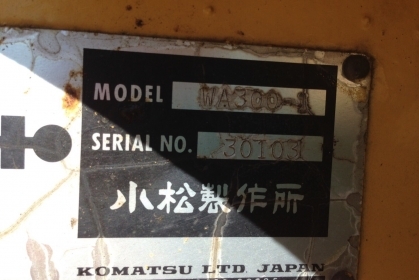 MODEL WA300-1
SERIAL NO. 30103
小松製作所
KOMATSU LTD. JAPAN